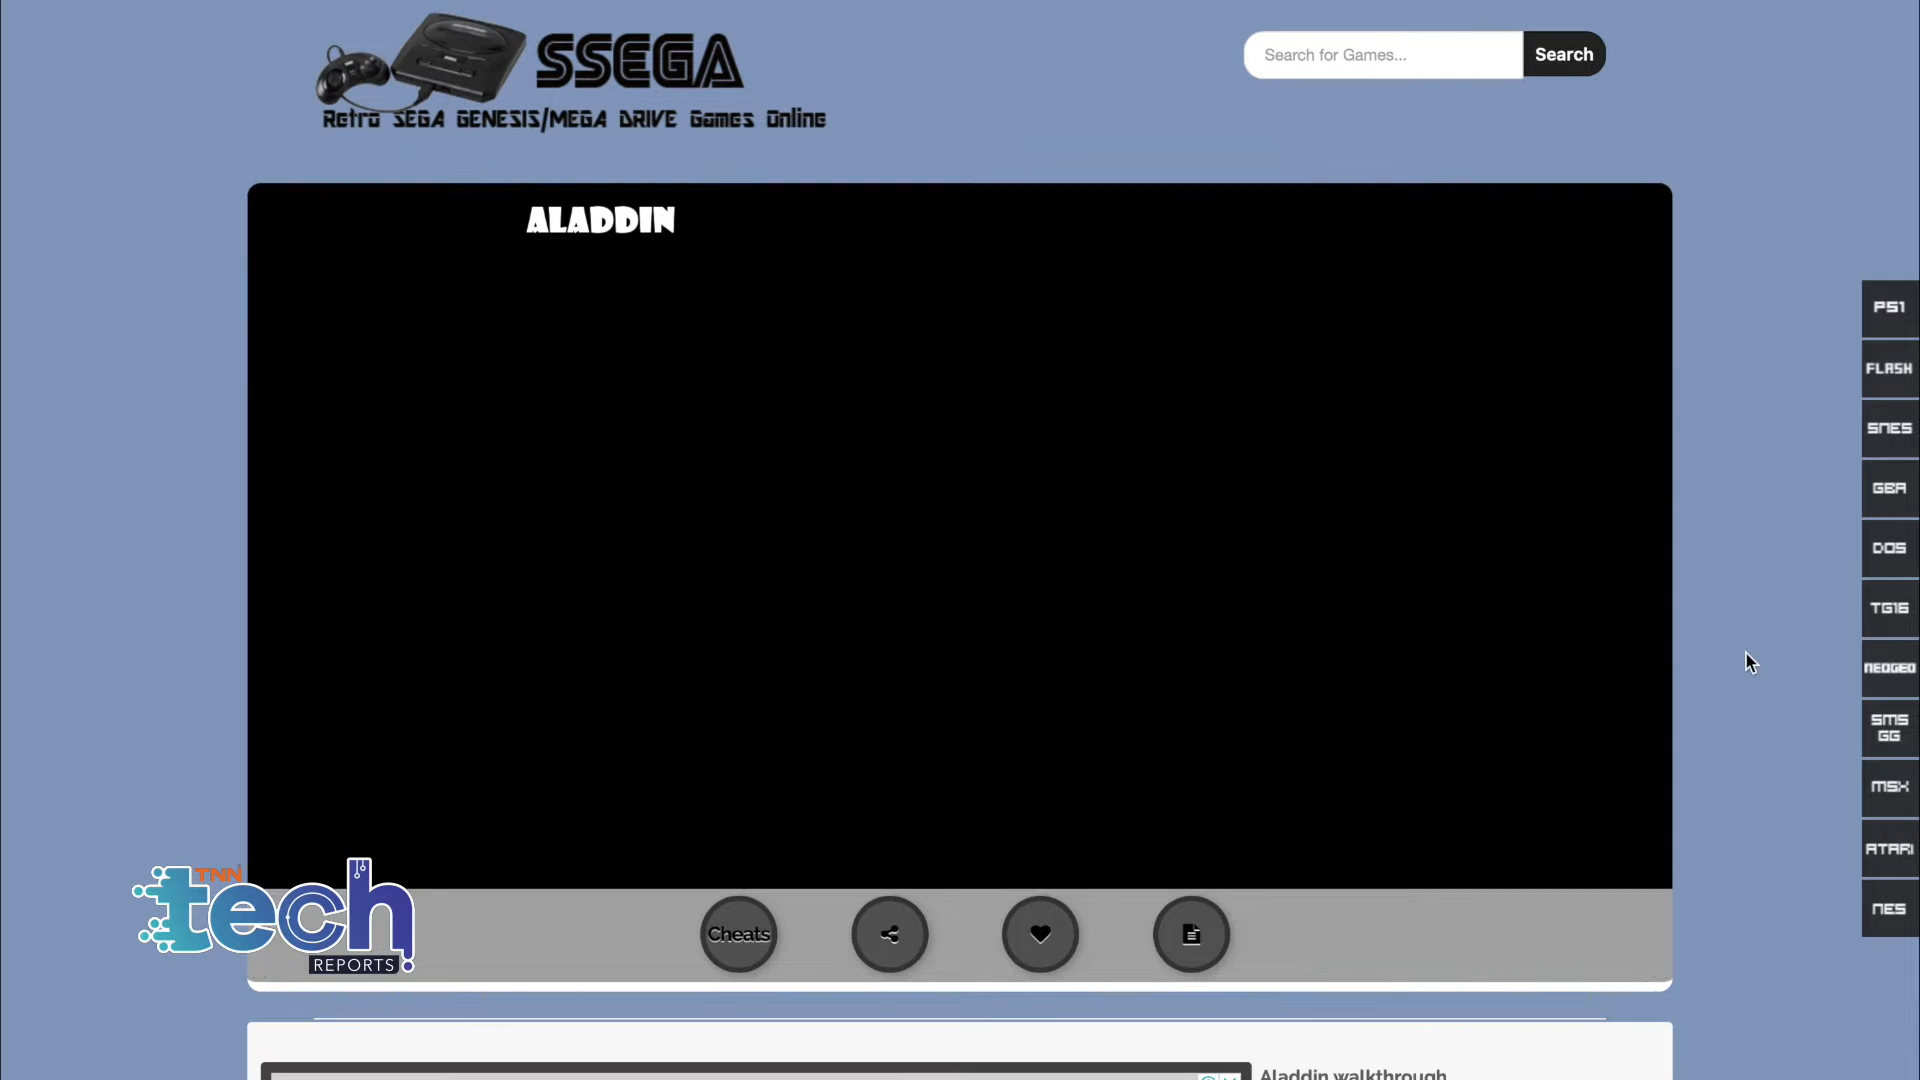 SSEGA
Retro SEGA GENESIS/MEGA DRIVE Games Online
Search for Games...
Search
ALADDIN
PS1
FLASH
SNES
GBA
DOS
TG16
NEOGEO
SMS
GG
MSX
ATARI
NES
TNN
tech
REPORTS
Cheats
Aladdin walkthrough